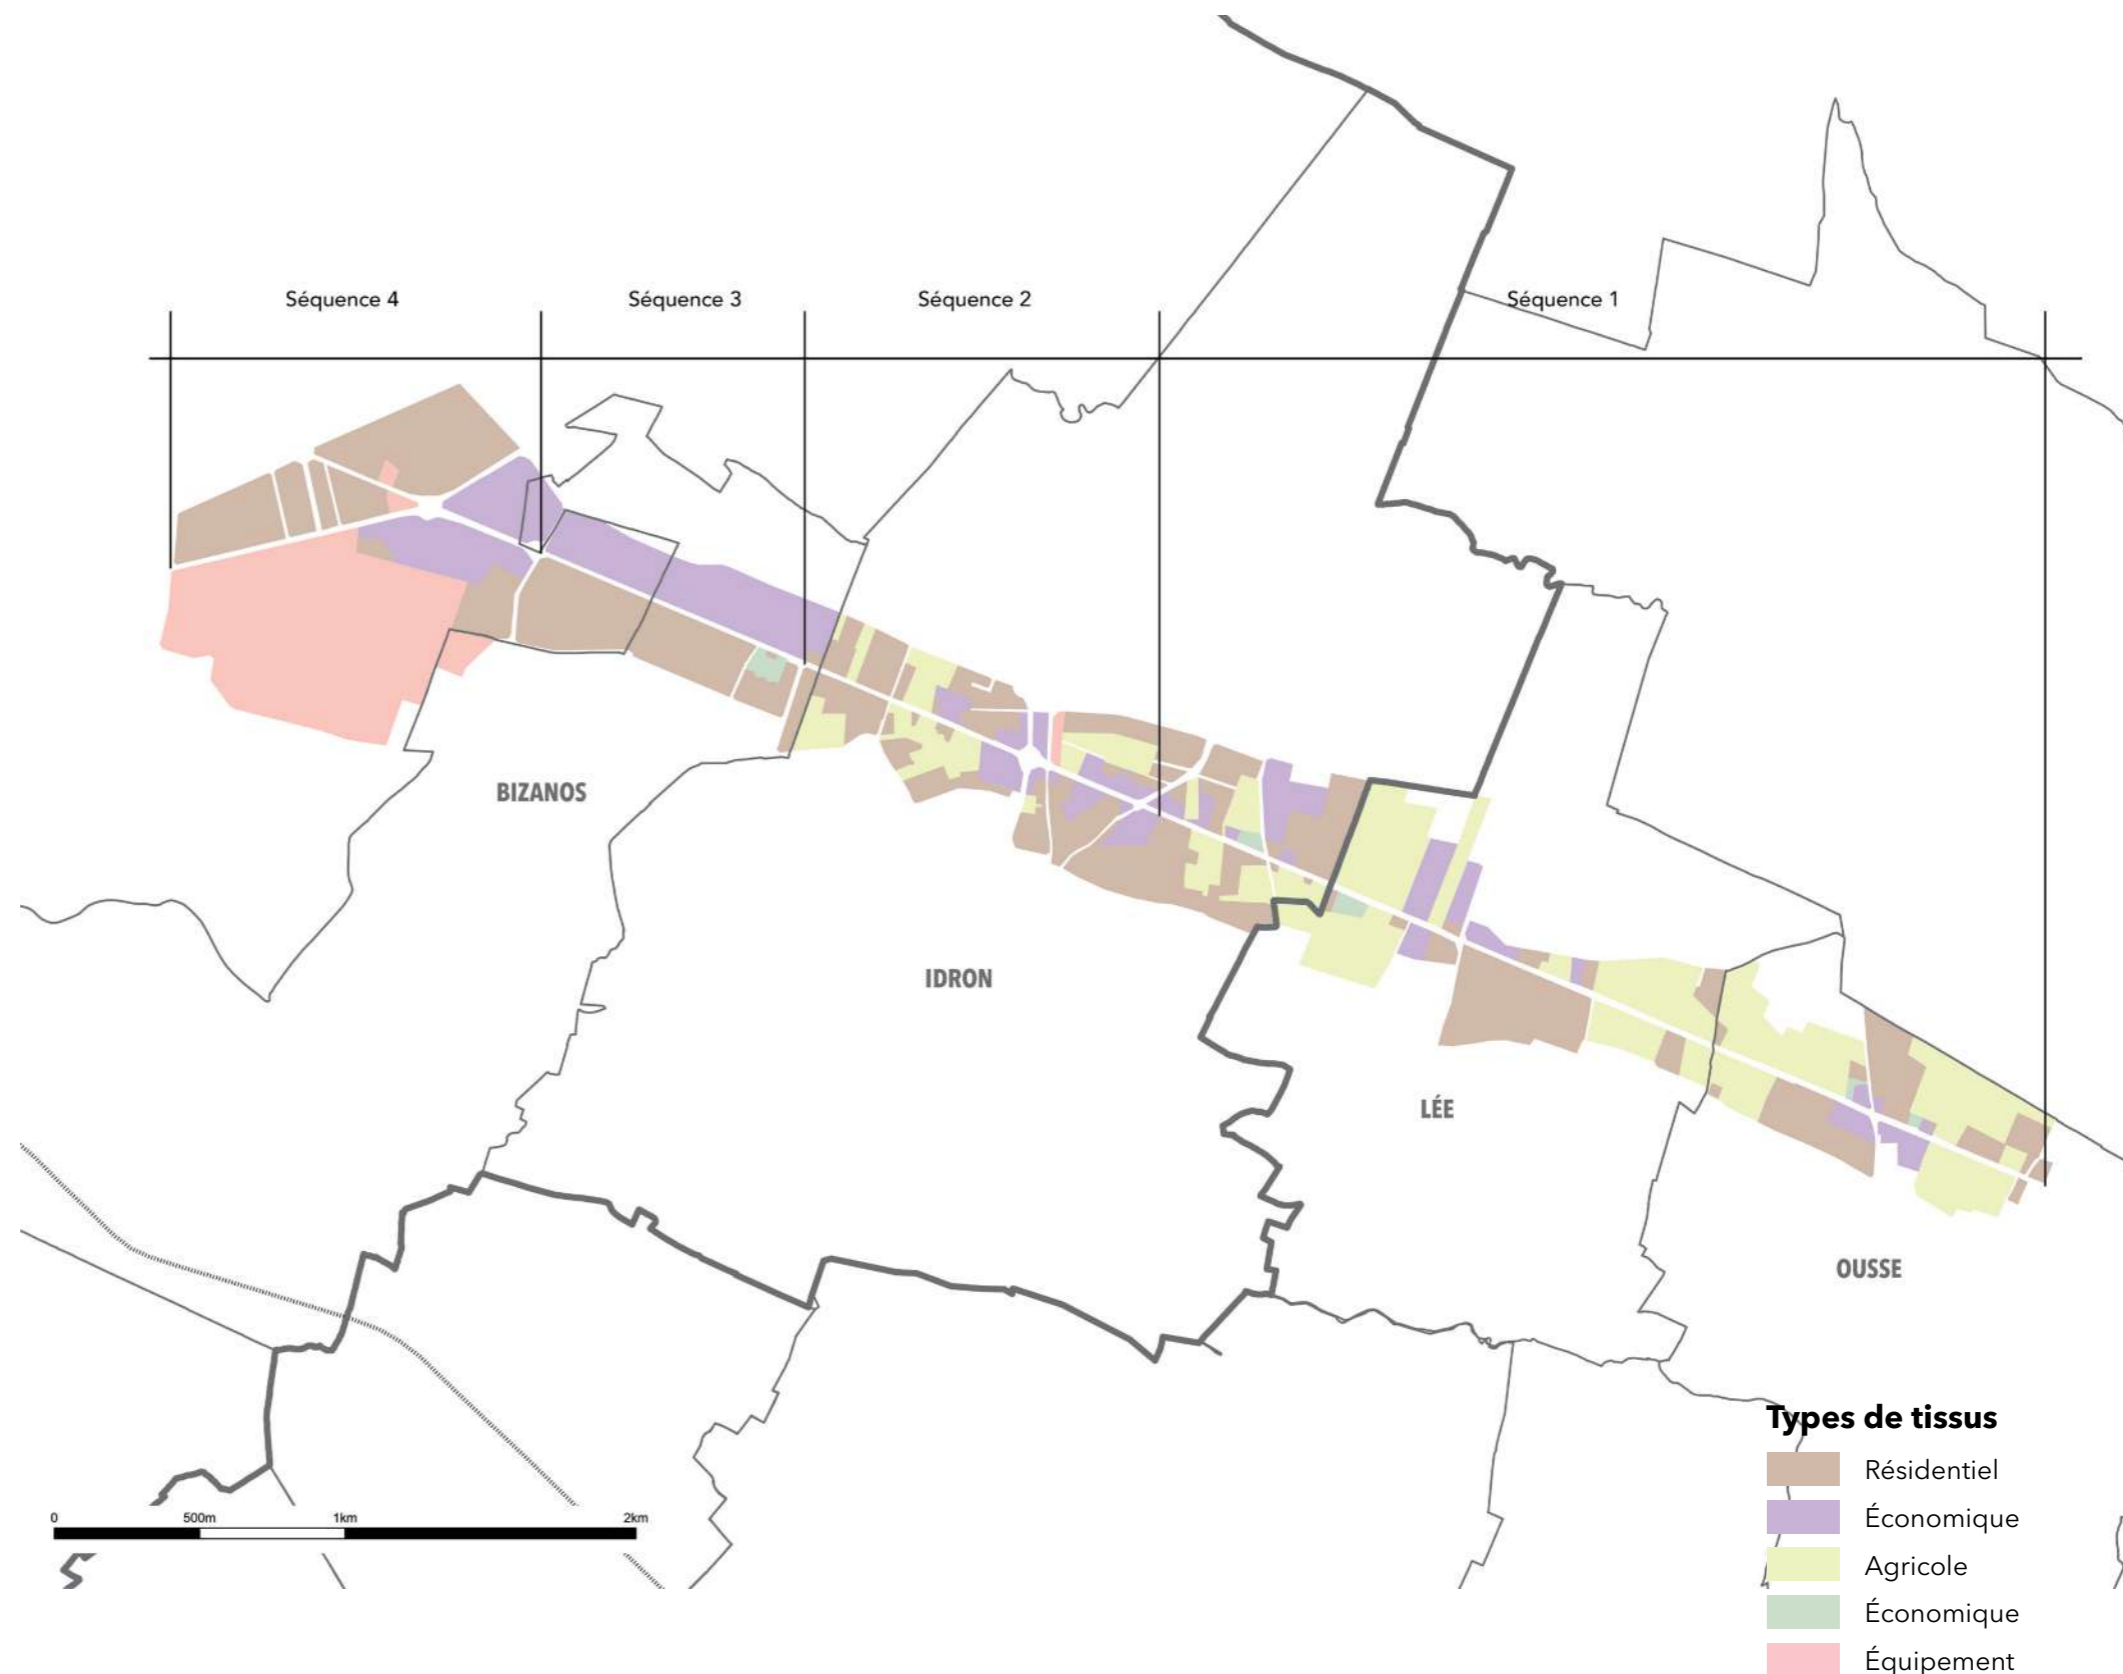 Séquence 4
Séquence 3
Séquence 2
Séquence 1
BIZANOS
IDRON
LÉE
OUSSE
Types de tissus
Résidentiel
Économique
Agricole
Économique
Équipement
0 500m 1km 2km